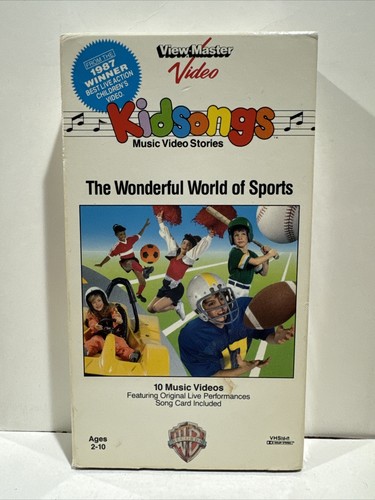 FROM THE
1987
WINNER
BEST LIVE ACTION
CHILDREN'S
VIDEO
View-Master
Video
Kidsongs
Music Video Stories
The Wonderful World of Sports
10 Music Videos
Featuring Original Live Performances
Song Card Included
Ages
2-10
VHS